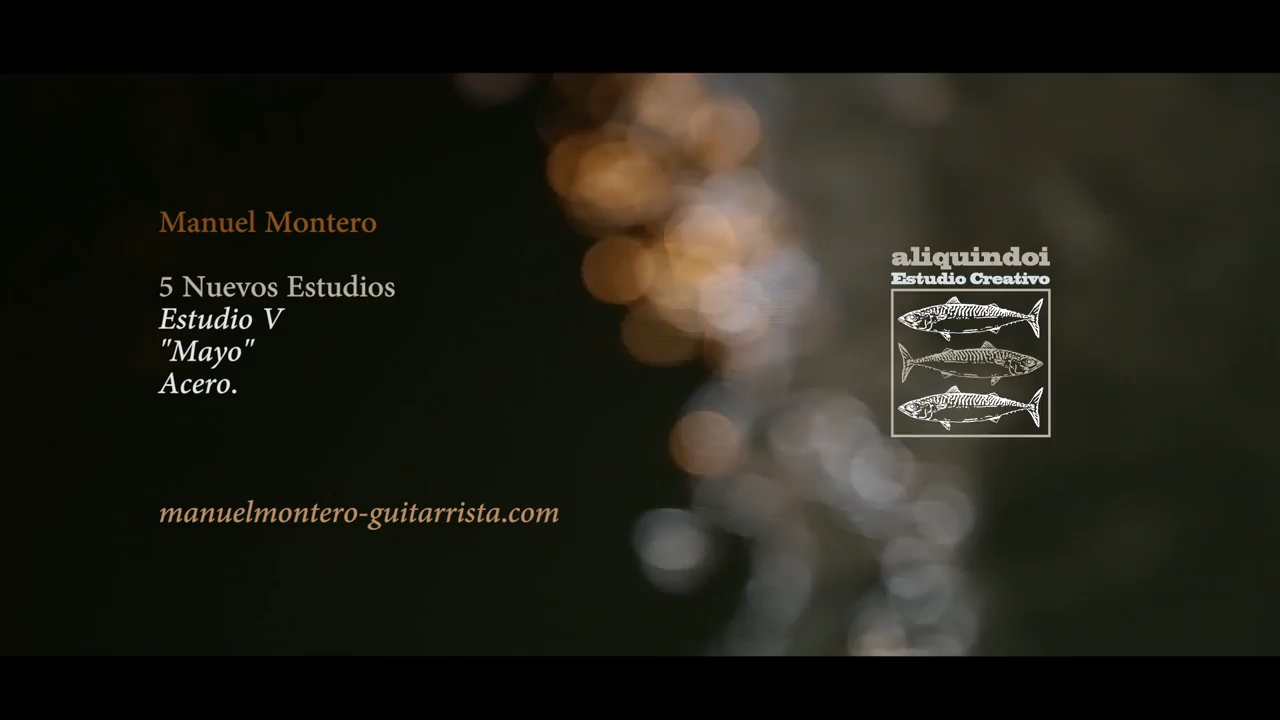 Manuel Montero
5 Nuevos Estudios
Estudio V
"Mayo"
Acero.
manuelmontero-guitarrista.com
aliquindoi
Estudio Creativo